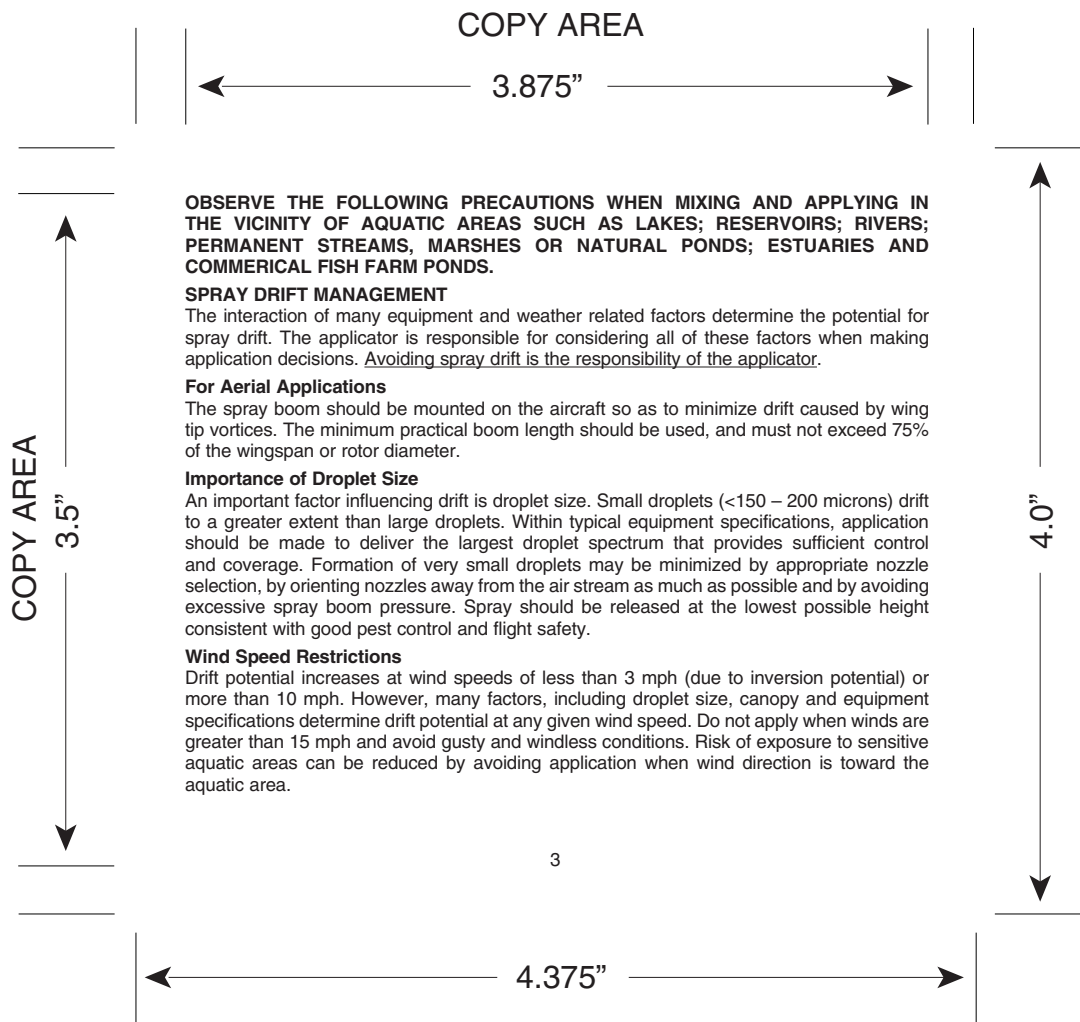 COPY AREA
3.875”
OBSERVE THE FOLLOWING PRECAUTIONS WHEN MIXING AND APPLYING IN
THE VICINITY OF AQUATIC AREAS SUCH AS LAKES; RESERVOIRS; RIVERS;
PERMANENT STREAMS, MARSHES OR NATURAL PONDS; ESTUARIES AND
COMMERICAL FISH FARM PONDS.
SPRAY DRIFT MANAGEMENT
The interaction of many equipment and weather related factors determine the potential for
spray drift. The applicator is responsible for considering all of these factors when making
application decisions. Avoiding spray drift is the responsibility of the applicator.
For Aerial Applications
The spray boom should be mounted on the aircraft so as to minimize drift caused by wing
tip vortices. The minimum practical boom length should be used, and must not exceed 75%
of the wingspan or rotor diameter.
Importance of Droplet Size
An important factor influencing drift is droplet size. Small droplets (<150 – 200 microns) drift
to a greater extent than large droplets. Within typical equipment specifications, application
should be made to deliver the largest droplet spectrum that provides sufficient control
and coverage. Formation of very small droplets may be minimized by appropriate nozzle
selection, by orienting nozzles away from the air stream as much as possible and by avoiding
excessive spray boom pressure. Spray should be released at the lowest possible height
consistent with good pest control and flight safety.
Wind Speed Restrictions
Drift potential increases at wind speeds of less than 3 mph (due to inversion potential) or
more than 10 mph. However, many factors, including droplet size, canopy and equipment
specifications determine drift potential at any given wind speed. Do not apply when winds are
greater than 15 mph and avoid gusty and windless conditions. Risk of exposure to sensitive
aquatic areas can be reduced by avoiding application when wind direction is toward the
aquatic area.
3
COPY AREA
3.5”
4.0”
4.375”